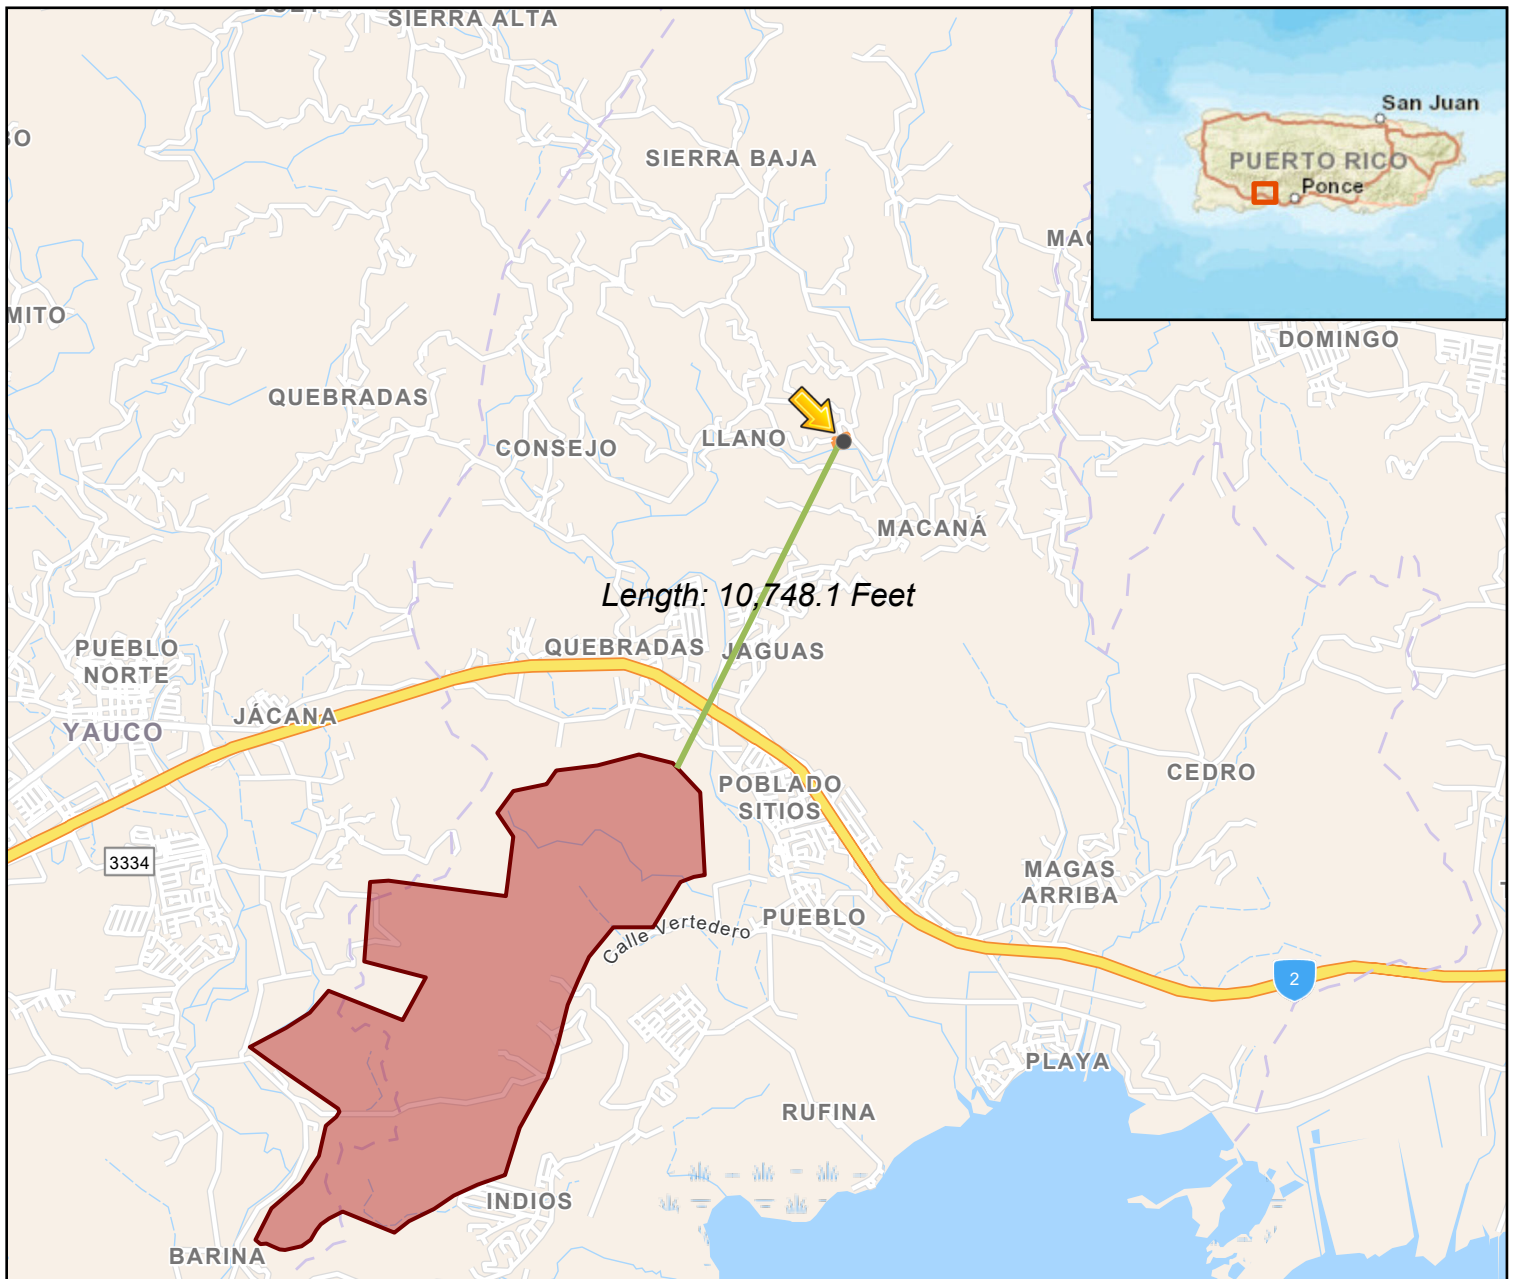 SIERRA ALTA
San Juan
SIERRA BAJA
PUERTO RICO
Ponce
DOMINGO
QUEBRADAS
LLANO
CONSEJO
MACANÁ
Length: 10,748.1 Feet
PUEBLO
NORTE
QUEBRADAS
JAGUAS
JÁCANA
YAUCO
CEDRO
POBLADO
SITIOS
3334
MAGAS
ARRIBA
PUEBLO
Calle Vertedero
2
PLAYA
RUFINA
INDIOS
BARINA